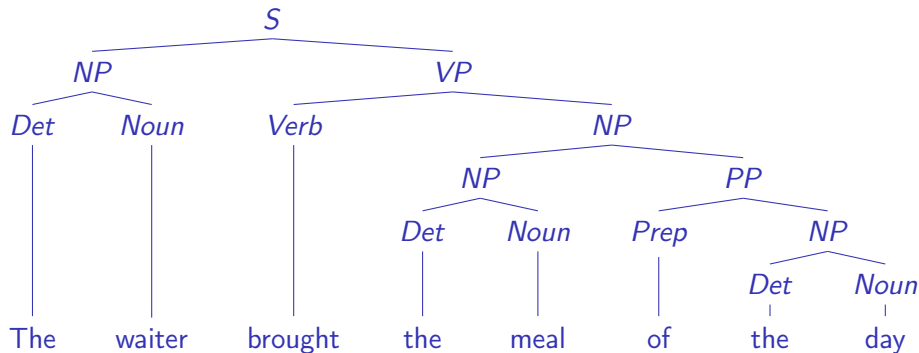 S
NP VP
Det Noun Verb NP
NP PP
Det Noun Prep NP
Det Noun
The waiter brought the meal of the day